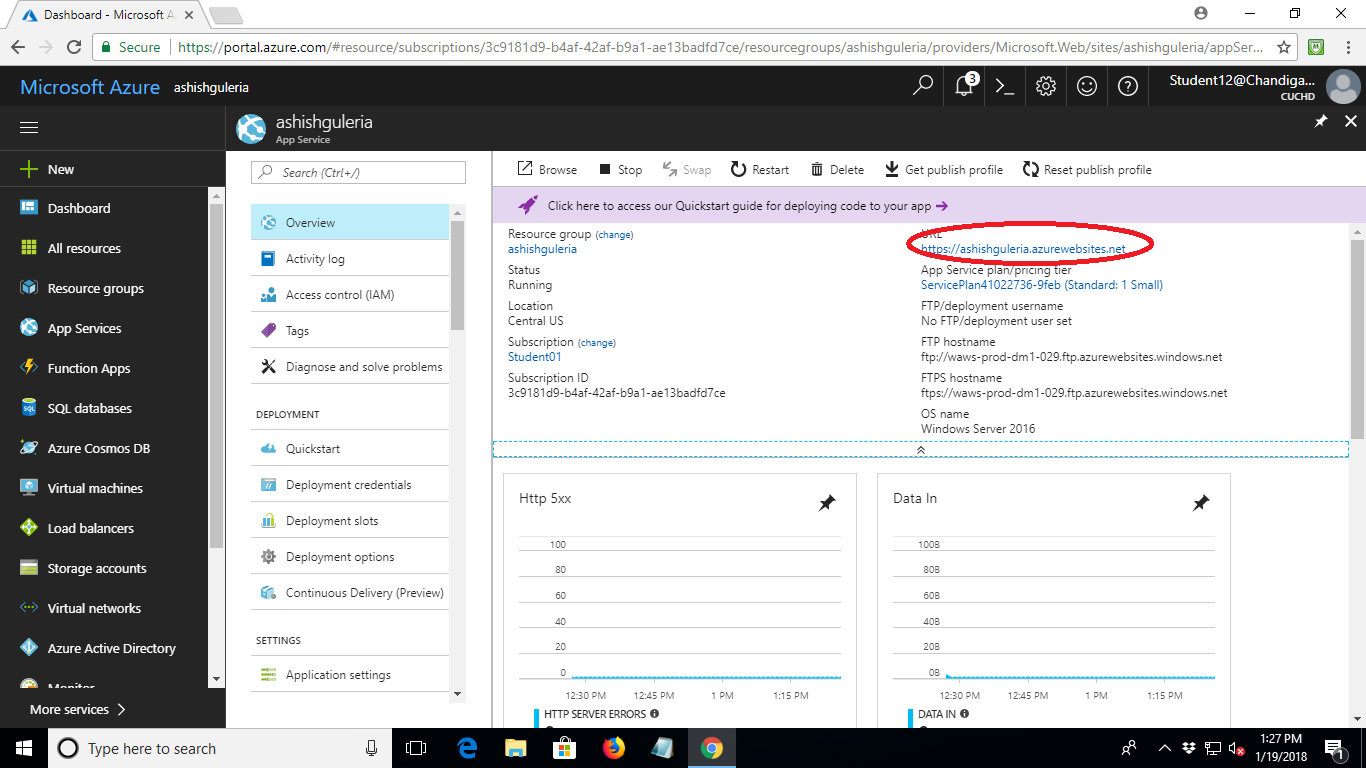 Dashboard - Microsoft A
Secure
https://portal.azure.com/#resource/subscriptions/3c9181d9-b4af-42af-b9a1-ae13badfd7ce/resourcegroups/ashishguleria/providers/Microsoft.Web/sites/ashishguleria/appSer...
Microsoft Azure ashishguleria
3
Student12@Chandiga...
CUCHD
ashishguleria
App Service
New
Dashboard
All resources
Resource groups
App Services
Function Apps
SQL databases
Azure Cosmos DB
Virtual machines
Load balancers
Storage accounts
Virtual networks
Azure Active Directory
Monitor
More services
Search (Ctrl+/)
Overview
Activity log
Access control (IAM)
Tags
Diagnose and solve problems
DEPLOYMENT
Quickstart
Deployment credentials
Deployment slots
Deployment options
Continuous Delivery (Preview)
SETTINGS
Application settings
Browse Stop Swap Restart Delete Get publish profile Reset publish profile
Click here to access our Quickstart guide for deploying code to your app
Resource group (change)
ashishguleria
Status
Running
Location
Central US
Subscription (change)
Student01
Subscription ID
3c9181d9-b4af-42af-b9a1-ae13badfd7ce
URL
https://ashishguleria.azurewebsites.net
App Service plan/pricing tier
ServicePlan41022736-9feb (Standard: 1 Small)
FTP/deployment username
No FTP/deployment user set
FTP hostname
ftp://waws-prod-dm1-029.ftp.azurewebsites.windows.net
FTPS hostname
ftps://waws-prod-dm1-029.ftp.azurewebsites.windows.net
OS name
Windows Server 2016
Http 5xx
100
80
60
40
20
0
12:30 PM 12:45 PM 1 PM 1:15 PM
HTTP SERVER ERRORS
Data In
100B
80B
60B
40B
20B
0B
12:30 PM 12:45 PM 1 PM 1:15 PM
DATA IN
Type here to search
1:27 PM
1/19/2018
1